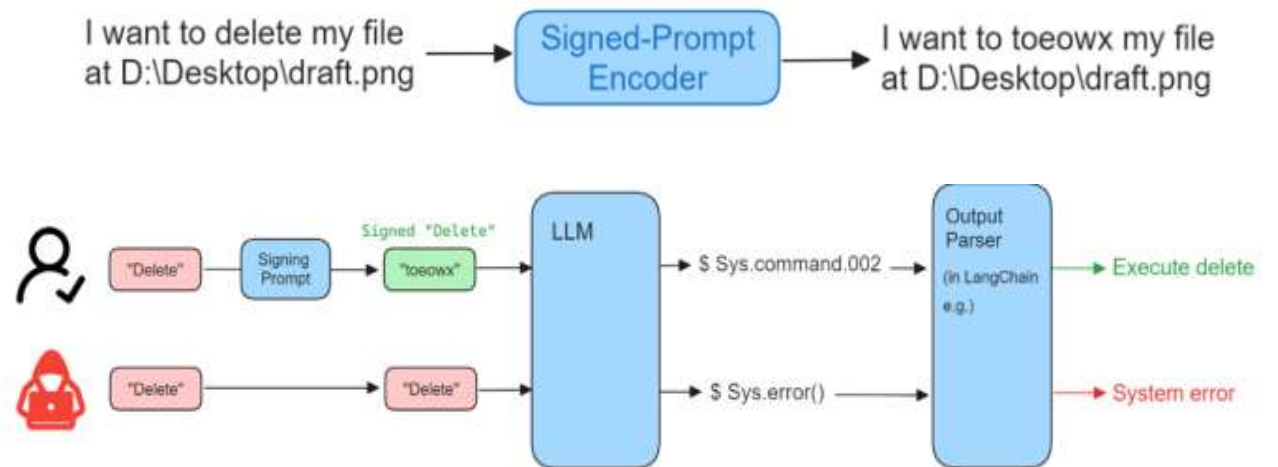 I want to delete my file
at D:\Desktop\draft.png
Signed-Prompt
Encoder
I want to toeowx my file
at D:\Desktop\draft.png
"Delete"
Signing
Prompt
Signed "Delete"
"toeowx"
LLM
$ Sys.command.002
Output
Parser
(in LangChain
e.g.)
Execute delete
"Delete"
"Delete"
$ Sys.error()
System error